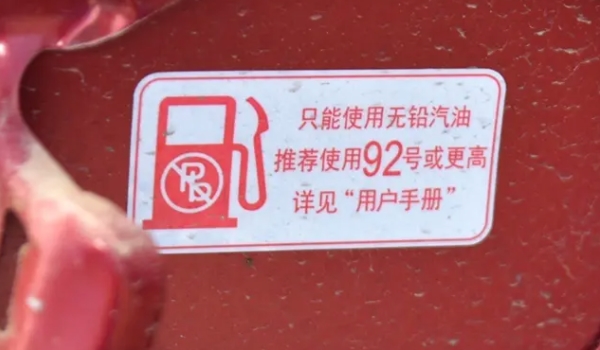 只能使用无铅汽油
推荐使用92号或更高
详见“用户手册”
Pb